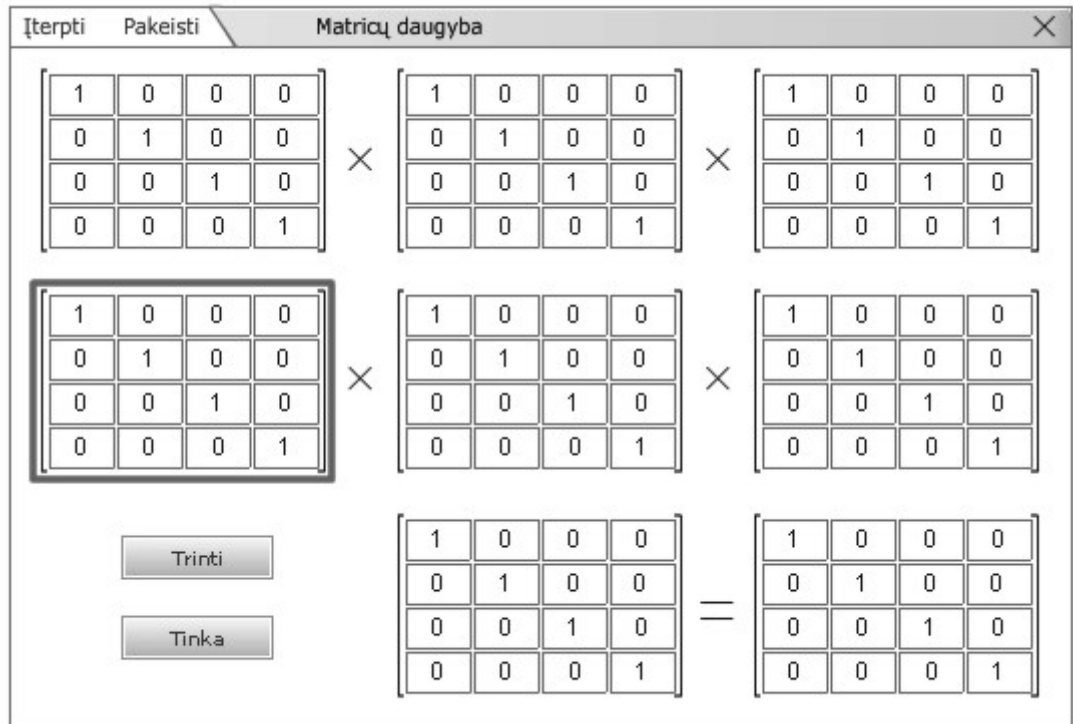 Įterpti Pakeisti Matricų daugyba ×
1 0 0 0 1 0 0 0 1 0 0 0
0 1 0 0 0 1 0 0 0 1 0 0
× ×
0 0 1 0 0 0 1 0 0 0 1 0
0 0 0 1 0 0 0 1 0 0 0 1
1 0 0 0 1 0 0 0 1 0 0 0
0 1 0 0 0 1 0 0 0 1 0 0
× ×
0 0 1 0 0 0 1 0 0 0 1 0
0 0 0 1 0 0 0 1 0 0 0 1
1 0 0 0 1 0 0 0
Trinti
0 1 0 0 0 1 0 0
=
0 0 1 0 0 0 1 0
Tinka
0 0 0 1 0 0 0 1